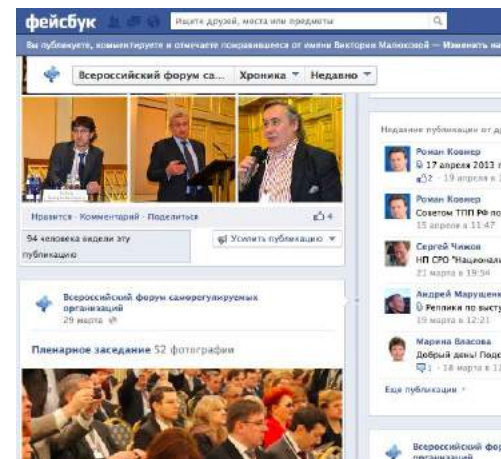 фейсбук
Ищите друзей, места или предметы
Вы публикуете, комментируете и отмечаете понравившееся от имени Виктории Малюковой — Изменить на
Всероссийский форум са...
Хроника
Недавно
Нравится · Комментарий · Поделиться
4
94 человека видели эту
публикацию
Усилить публикацию
Всероссийский форум саморегулируемых
организаций
29 марта
Пленарное заседание 52 фотографии
Недавние публикации от д
Роман Ковнер
17 апреля 2013 г
2 · 19 апреля в 1
Роман Ковнер
Советом ТПП РФ по
15 апреля в 11:47
Сергей Чижов
НП СРО "Националь
21 марта в 19:54
Андрей Марушенк
Реплики по высту
19 марта в 12:21
Марина Власова
Добрый день! Подс
1 · 18 марта в 1
Еще публикации
Всероссийский фор
организаций